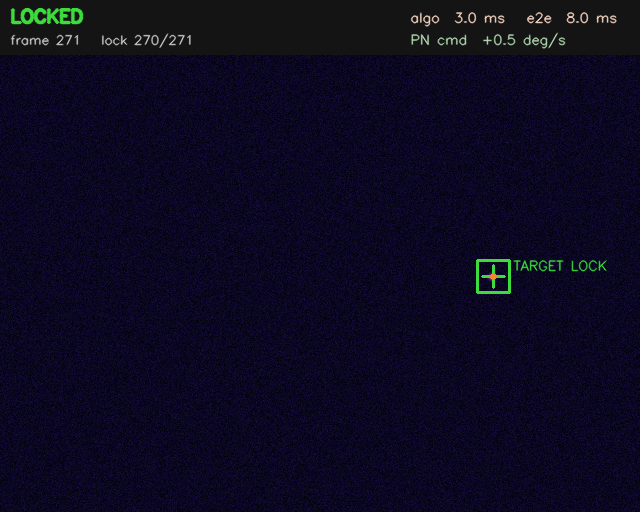 LOCKED
algo 3.0 ms e2e 8.0 ms
frame 271 lock 270/271
PN cmd +0.5 deg/s
TARGET LOCK